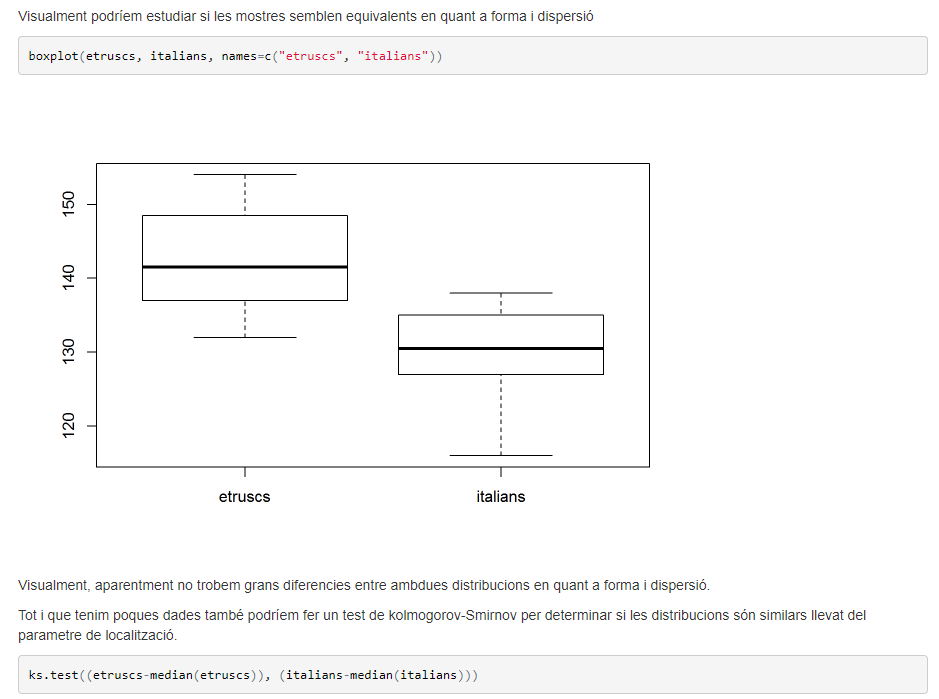 Visualment podríem estudiar si les mostres semblen equivalents en quant a forma i dispersió
boxplot(etruscs, italians, names=c("etruscs", "italians"))
150
140
130
120
etruscs italians
Visualment, aparentment no trobem grans diferencies entre ambdues distribucions en quant a forma i dispersió.
Tot i que tenim poques dades també podríem fer un test de kolmogorov-Smirnov per determinar si les distribucions són similars llevat del
parametre de localització.
ks.test((etruscs-median(etruscs)), (italians-median(italians)))